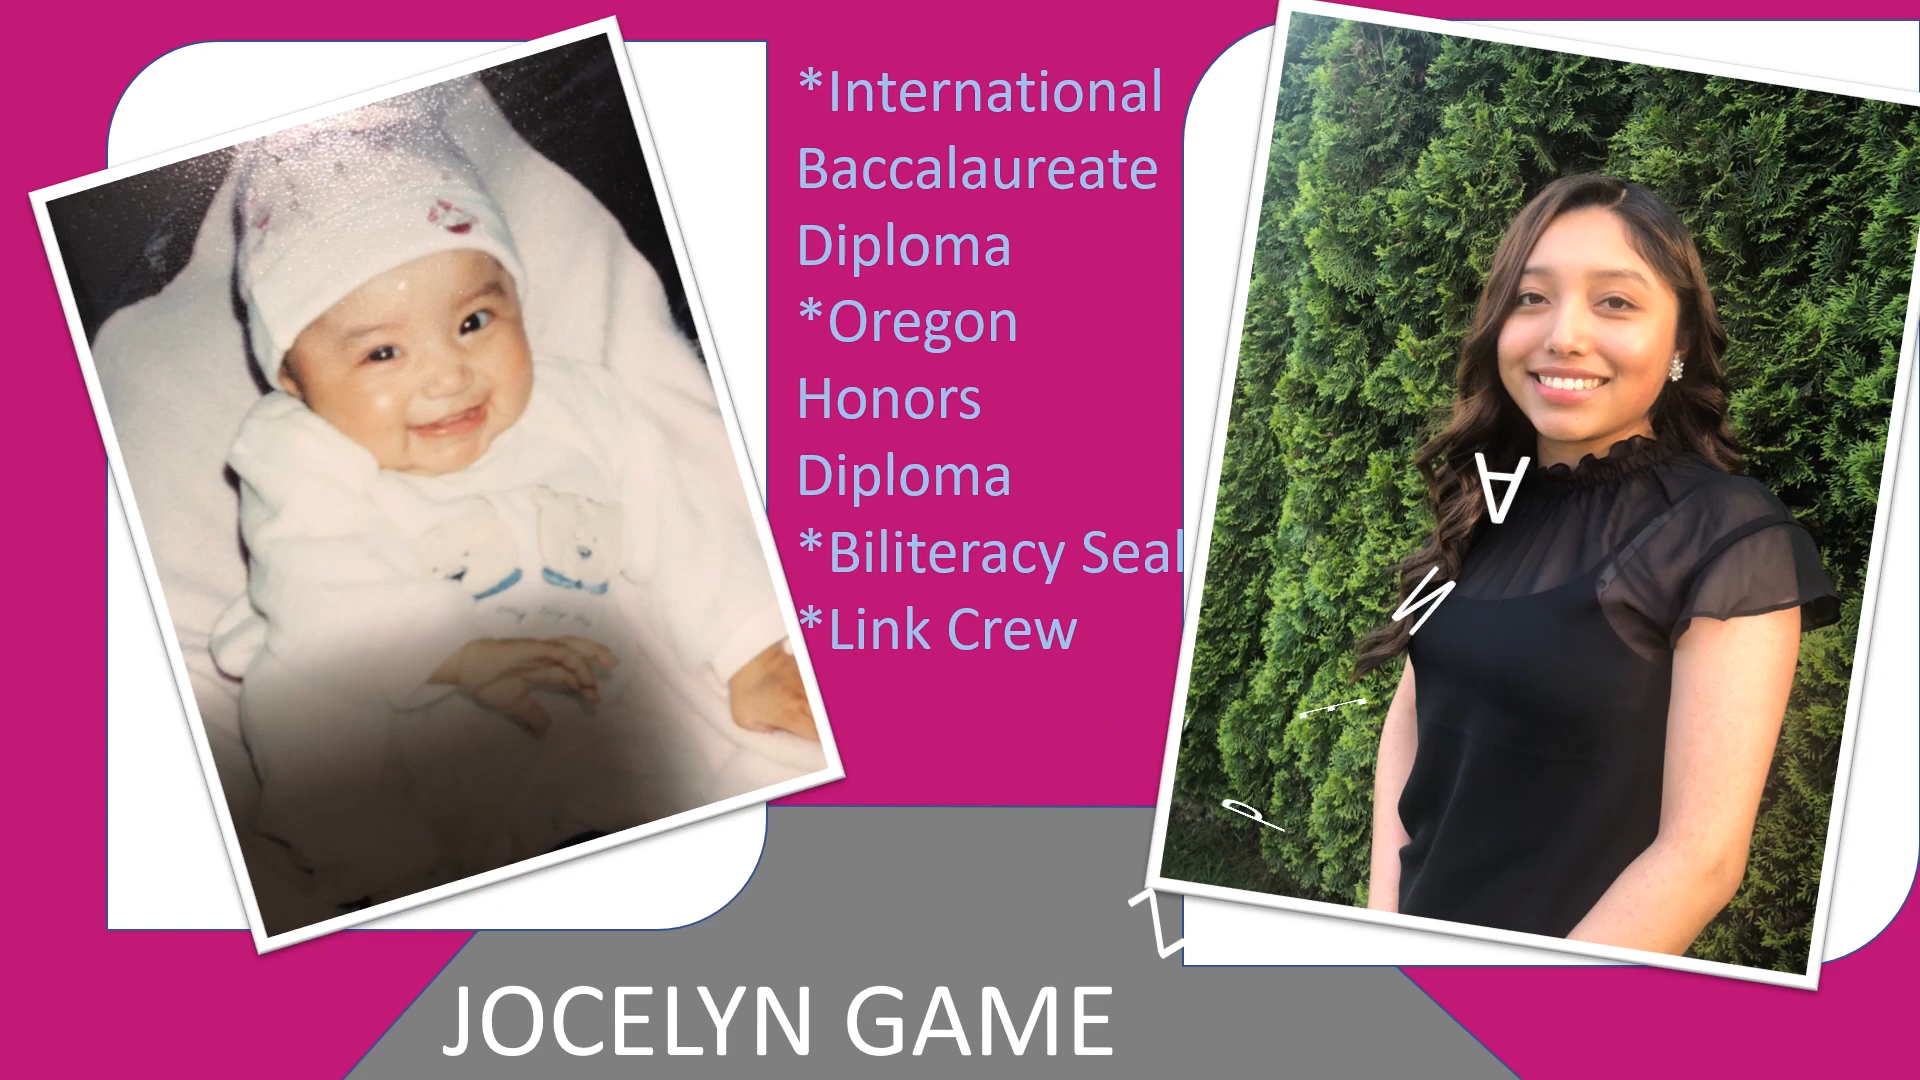 *International
Baccalaureate
Diploma
*Oregon
Honors
Diploma
*Biliteracy Seal
*Link Crew
JOCELYN GAME
Z